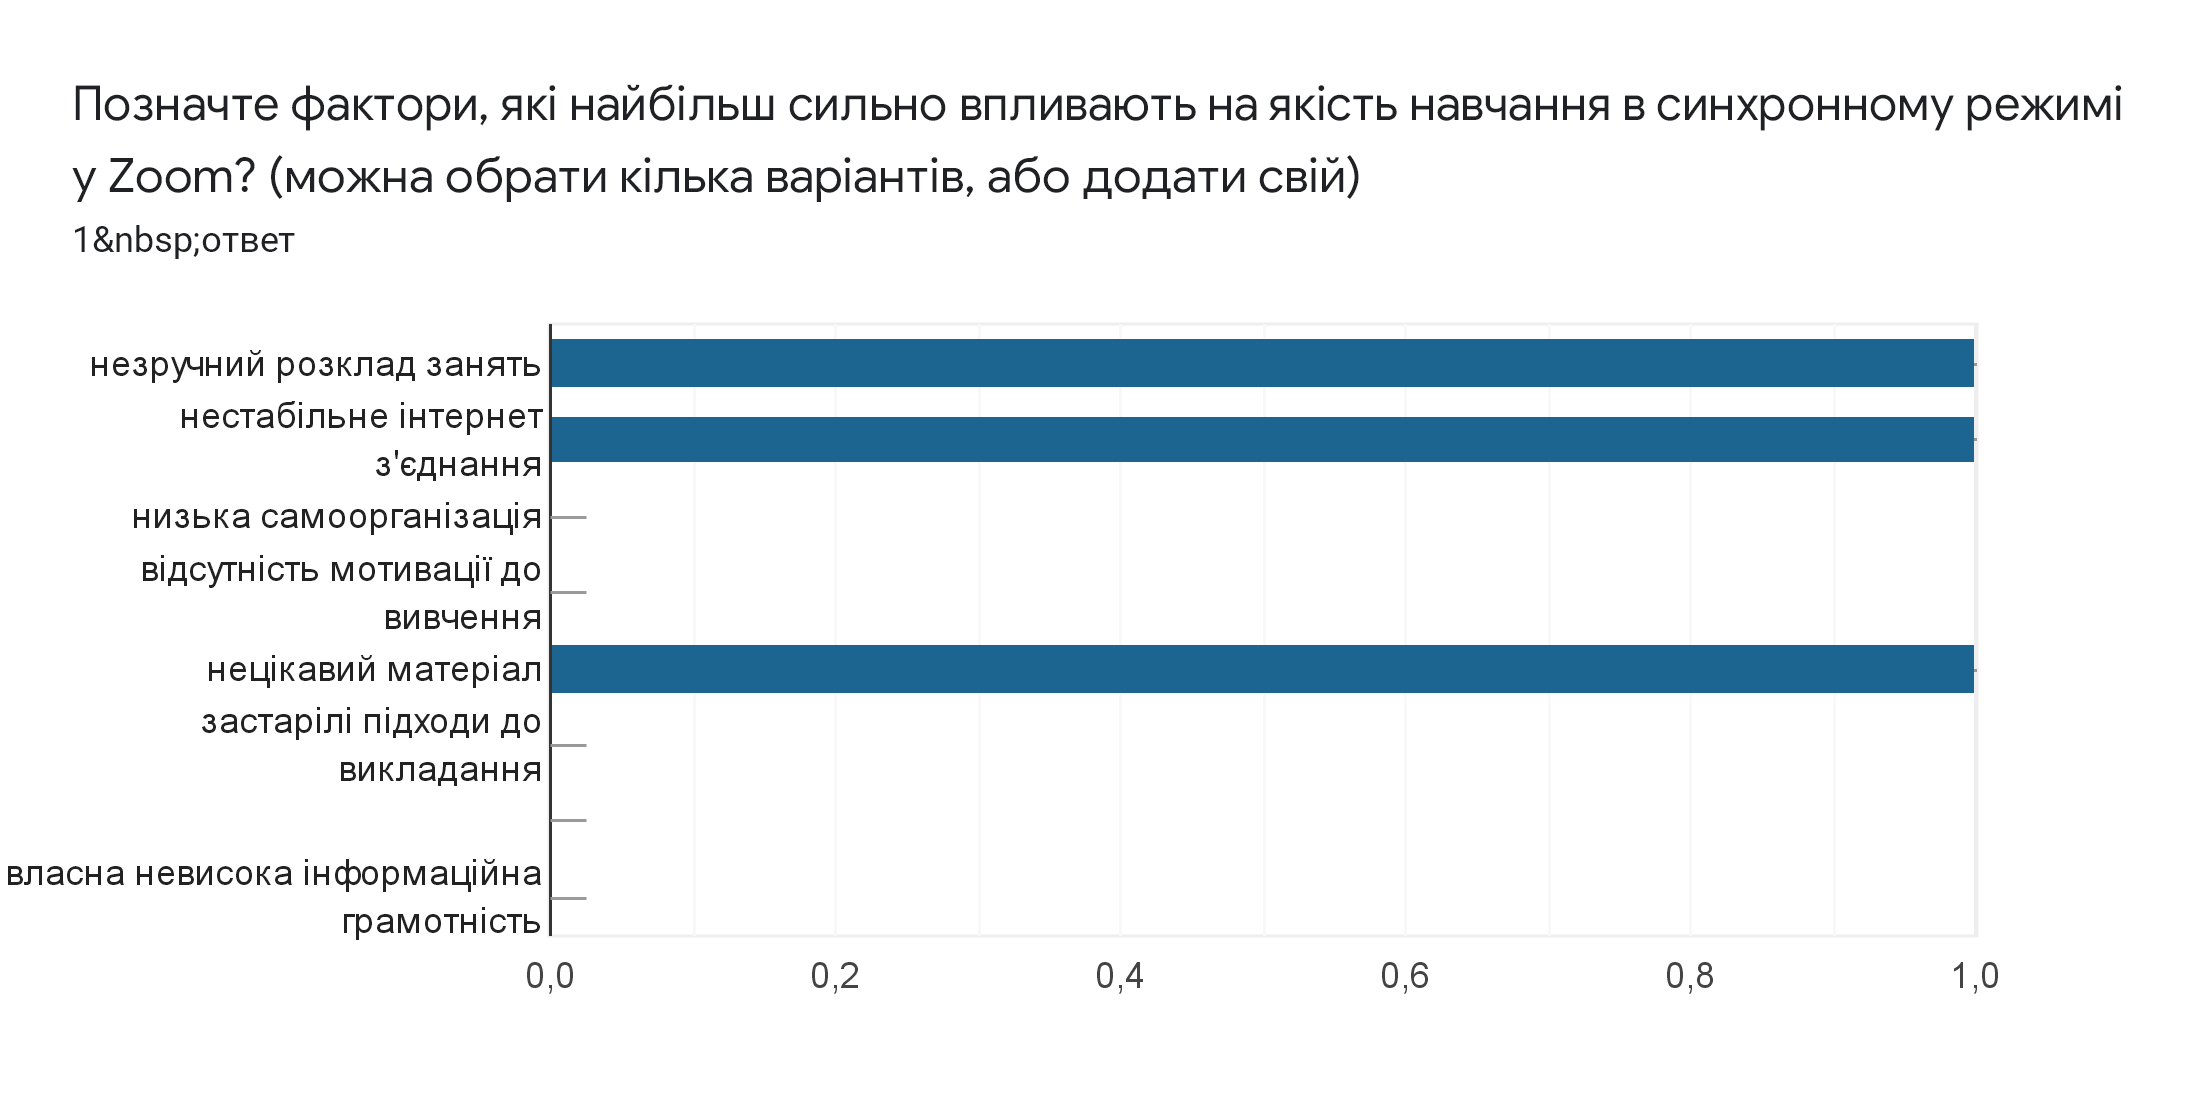 Позначте фактори, які найбільш сильно впливають на якість навчання в синхронному режимі
у Zoom? (можна обрати кілька варіантів, або додати свій)
1&nbsp;ответ
незручний розклад занять
нестабільне інтернет
з'єднання
низька самоорганізація
відсутність мотивації до
вивчення
нецікавий матеріал
застарілі підходи до
викладання
власна невисока інформаційна
грамотність
0,0 0,2 0,4 0,6 0,8 1,0